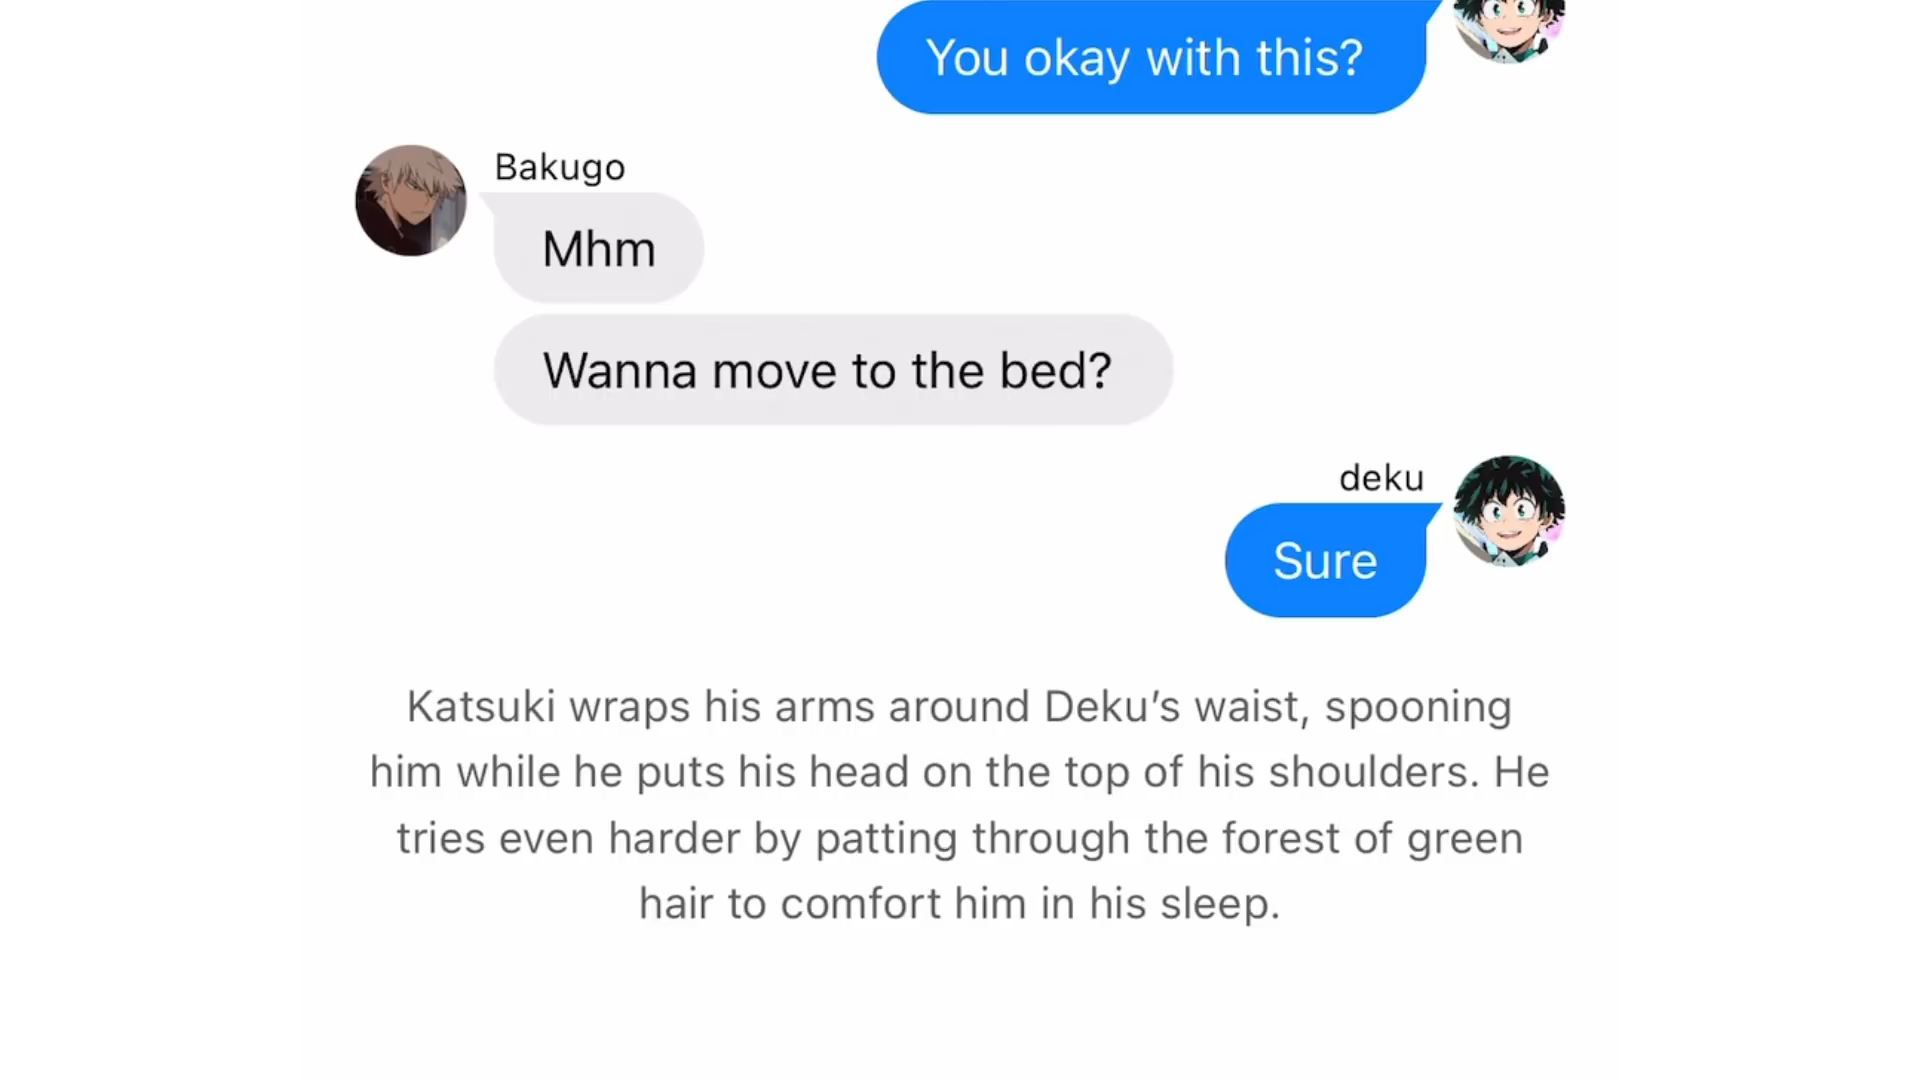 You okay with this?
Bakugo
Mhm
Wanna move to the bed?
deku
Sure
Katsuki wraps his arms around Deku’s waist, spooning
him while he puts his head on the top of his shoulders. He
tries even harder by patting through the forest of green
hair to comfort him in his sleep.